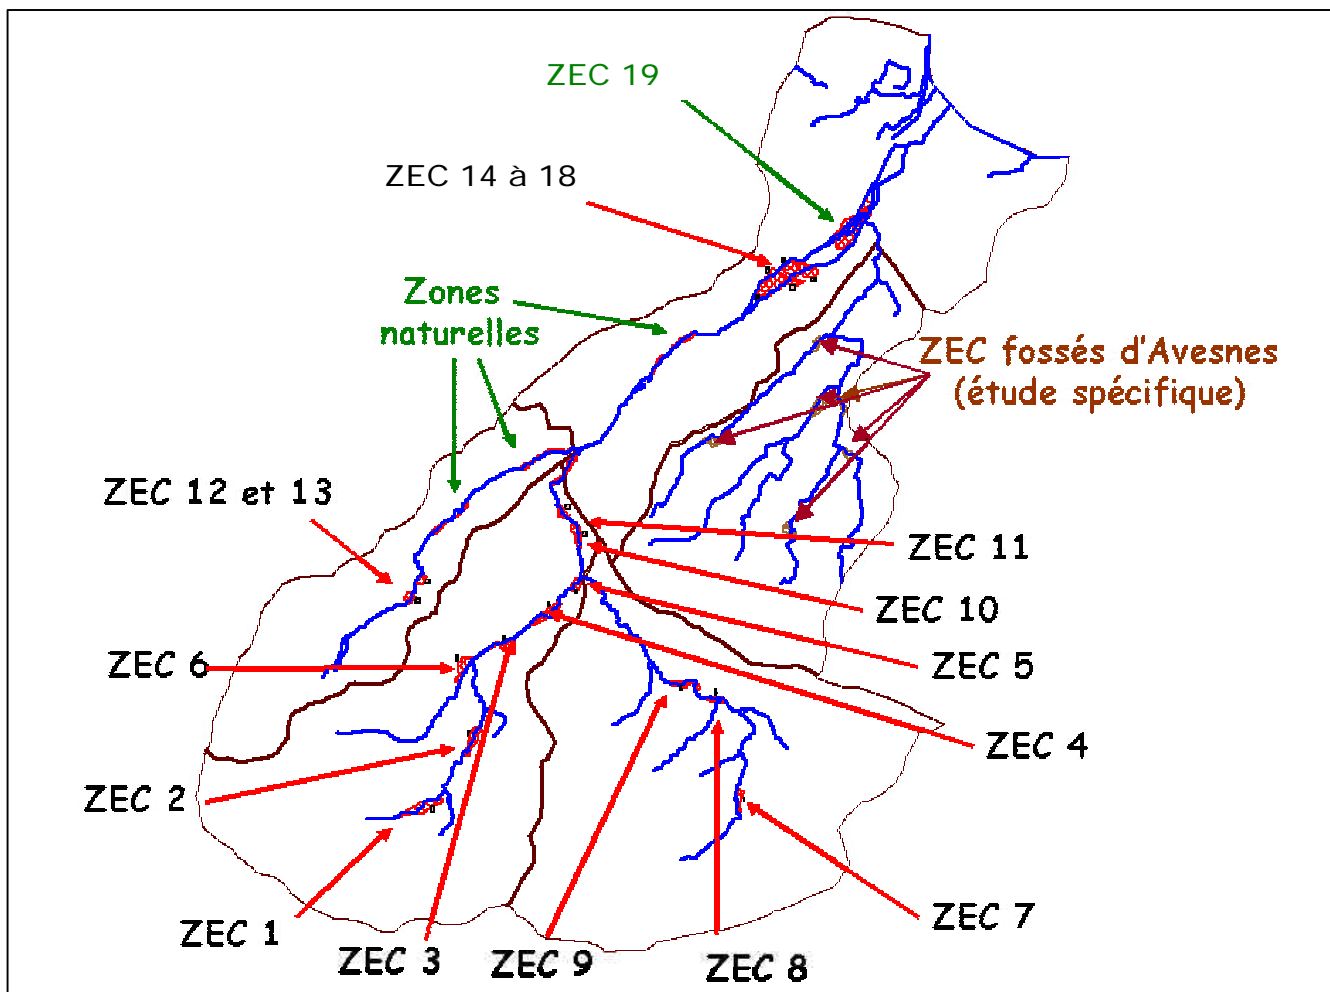 ZEC 19
ZEC 14 à 18
Zones
naturelles
ZEC fossés d'Avesnes
(étude spécifique)
ZEC 12 et 13
ZEC 11
ZEC 10
ZEC 6
ZEC 5
ZEC 4
ZEC 2
ZEC 1
ZEC 3
ZEC 9
ZEC 8
ZEC 7